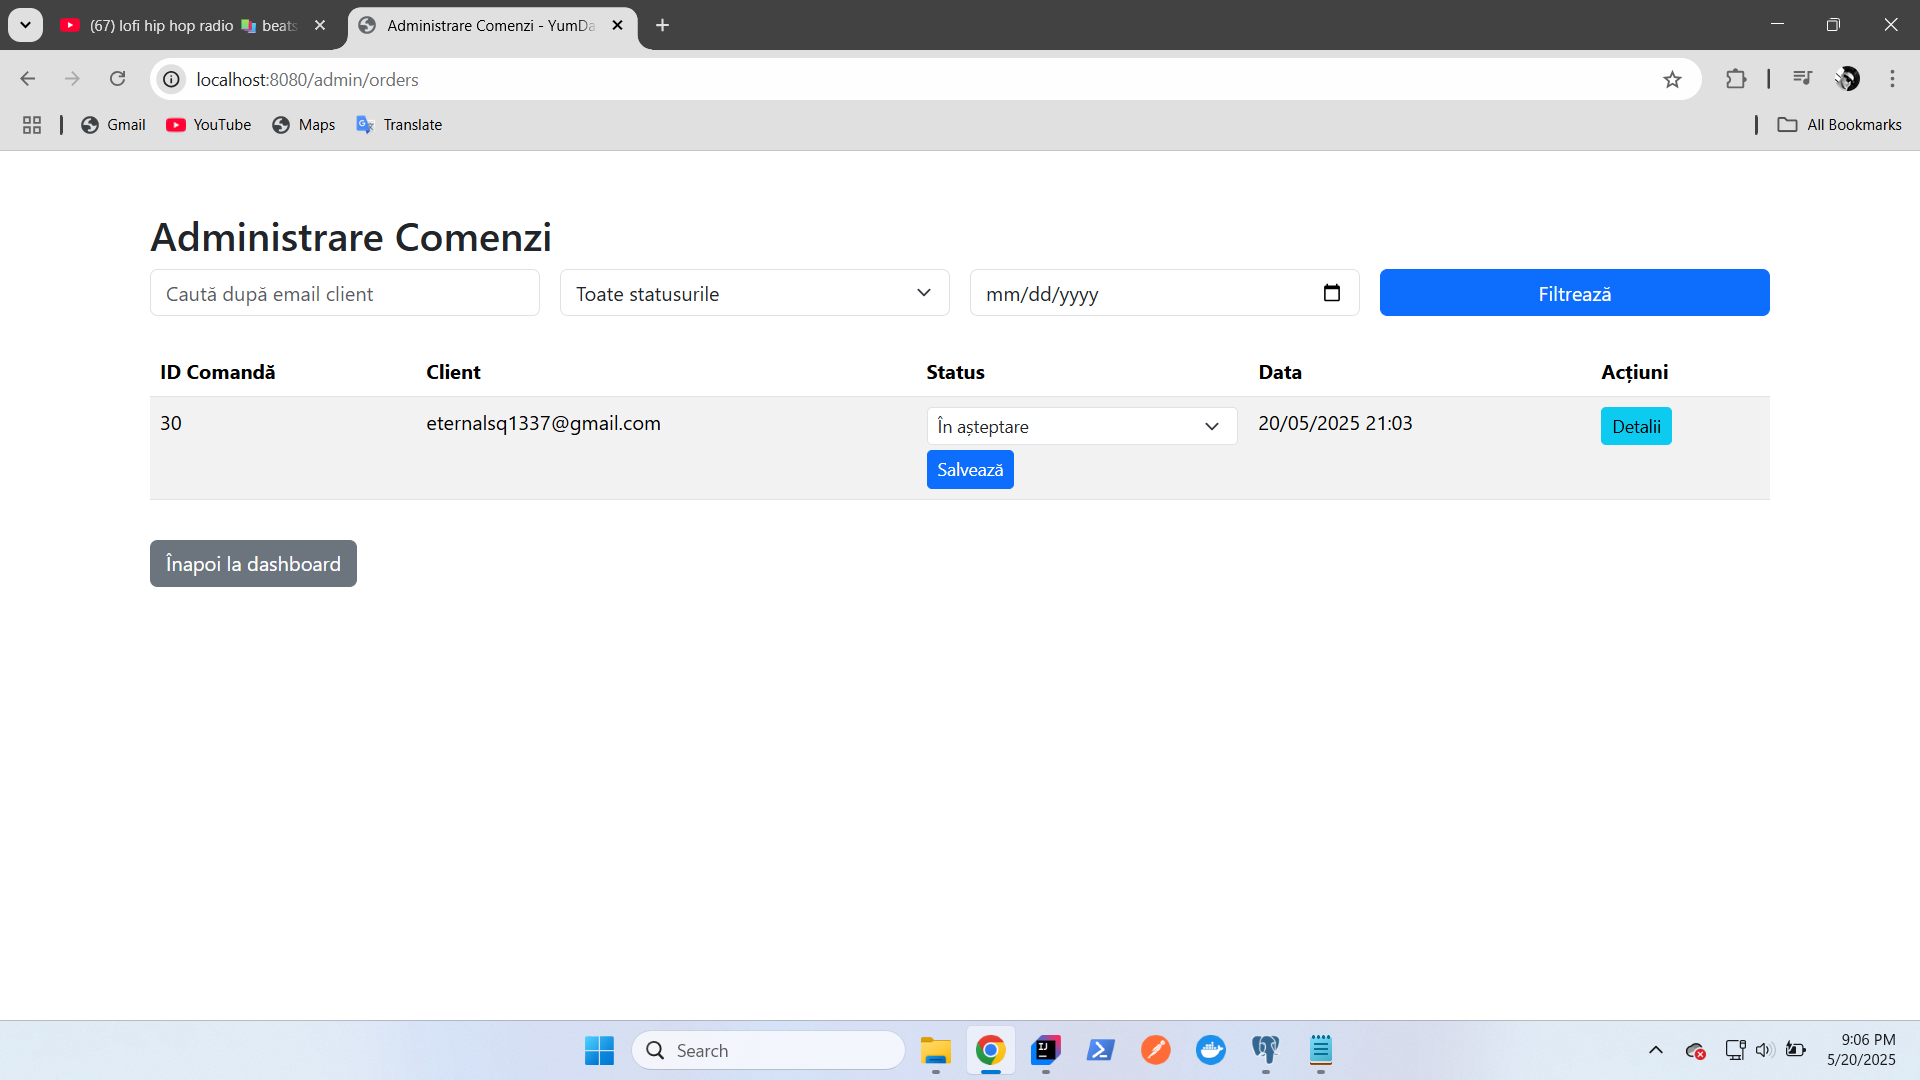 (67) lofi hip hop radio 📚 beats
Administrare Comenzi - YumDa
localhost:8080/admin/orders
Gmail
YouTube
Maps
Translate
All Bookmarks
Administrare Comenzi
Caută după email client
Toate statusurile
mm/dd/yyyy
Filtrează
ID Comandă
Client
Status
Data
Acțiuni
30
eternalsq1337@gmail.com
În așteptare
20/05/2025 21:03
Detalii
Salvează
Înapoi la dashboard
Search
9:06 PM
5/20/2025